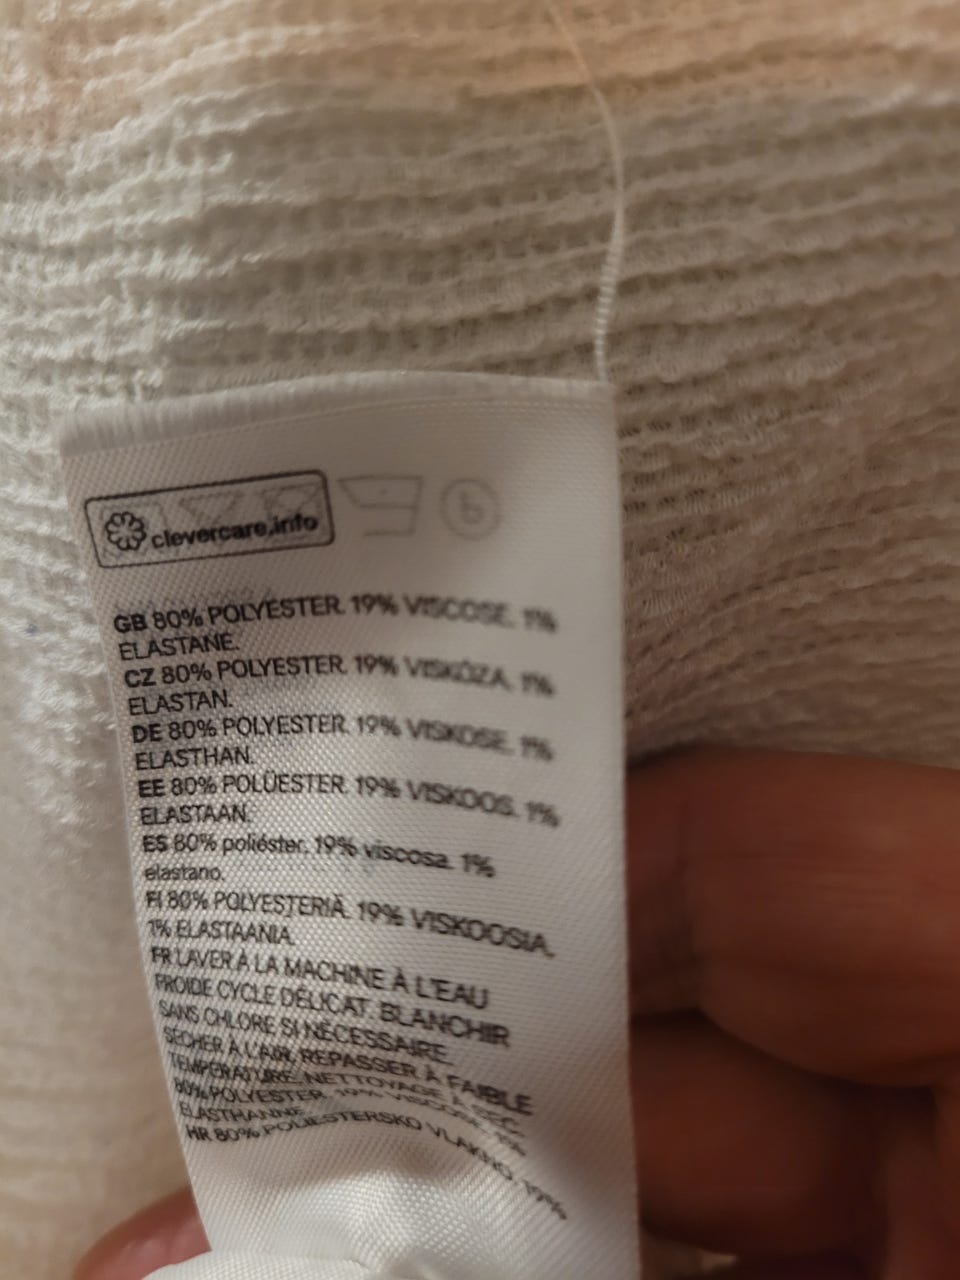 clevercare.info
GB 80% POLYESTER. 19% VISCOSE. 1%
ELASTANE.
CZ 80% POLYESTER. 19% VISKÓZA. 1%
ELASTAN.
DE 80% POLYESTER. 19% VISKOSE. 1%
ELASTHAN.
EE 80% POLÜESTER. 19% VISKOOS. 1%
ELASTAAN.
ES 80% poliéster. 19% viscosa. 1%
elastano.
FI 80% POLYESTERIÄ. 19% VISKOOSIA.
1% ELASTAANIA.
FR LAVER À LA MACHINE À L'EAU
FROIDE CYCLE DÉLICAT. BLANCHIR
SANS CHLORE SI NÉCESSAIRE.
SÉCHER À L'AIR. REPASSER À FAIBLE
TEMPÉRATURE. NETTOYAGE À SEC.
80% POLYESTER. 19% VISCOSE. 1%
ELASTHANNE.
HR 80% POLIESTERSKO VLAKNO. 19%